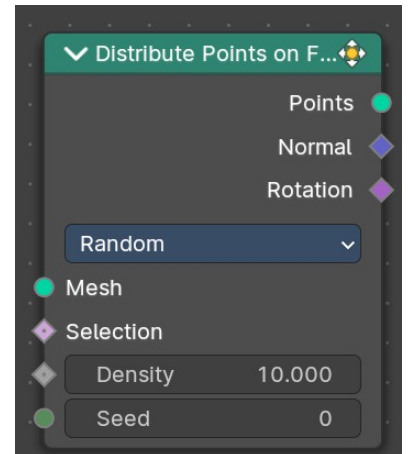 Distribute Points on F...
Points
Normal
Rotation
Random
Mesh
Selection
Density 10.000
Seed 0